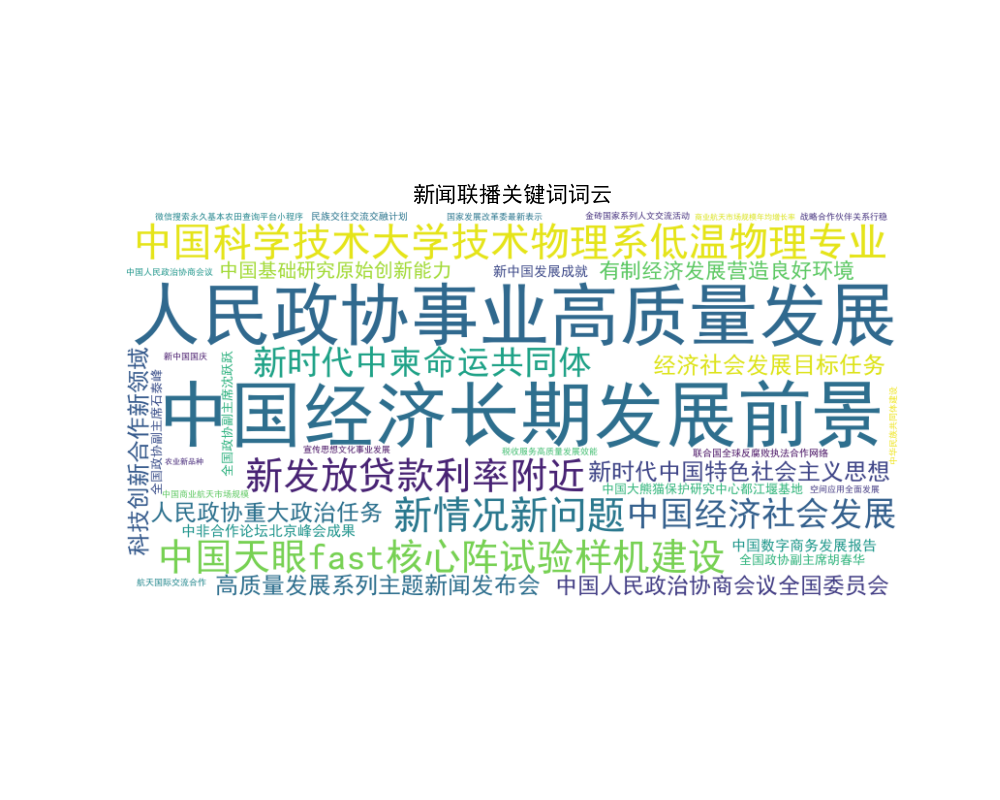 新闻联播关键词词云
微信搜索永久基本农田查询平台小程序
民族交往交流交融计划
国家发展改革委最新表示
金砖国家系列人文交流活动
商业航天市场规模年均增长率
战略合作伙伴关系行稳
中国科学技术大学技术物理系低温物理专业
中国人民政治协商会议
中国基础研究原始创新能力
新中国发展成就
有制经济发展营造良好环境
人民政协事业高质量发展
新中国国庆
新时代中柬命运共同体
经济社会发展目标任务
科技创新合作新领域
全国政协副主席石泰峰
全国政协副主席沈跃跃
中国经济长期发展前景
中华民族共同体建设
宣传思想文化事业发展
税收服务高质量发展效能
联合国全球反腐败执法合作网络
农业新品种
新发放贷款利率附近
新时代中国特色社会主义思想
中国商业航天市场规模
中国大熊猫保护研究中心都江堰基地
空间应用全面发展
人民政协重大政治任务
新情况新问题
中国经济社会发展
中非合作论坛北京峰会成果
中国天眼fast核心阵试验样机建设
中国数字商务发展报告
全国政协副主席胡春华
航天国际交流合作
高质量发展系列主题新闻发布会
中国人民政治协商会议全国委员会